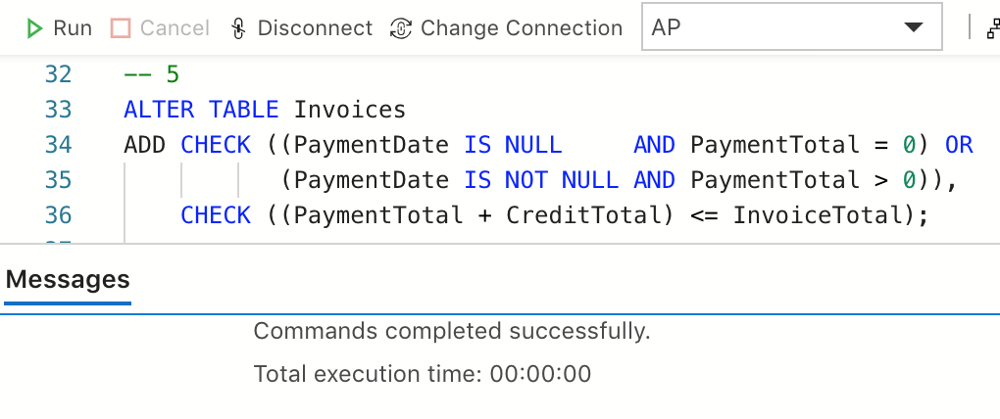 Run Cancel Disconnect Change Connection AP
32 -- 5
33 ALTER TABLE Invoices
34 ADD CHECK ((PaymentDate IS NULL     AND PaymentTotal = 0) OR
35            (PaymentDate IS NOT NULL AND PaymentTotal > 0)),
36     CHECK ((PaymentTotal + CreditTotal) <= InvoiceTotal);
Messages
Commands completed successfully.
Total execution time: 00:00:00